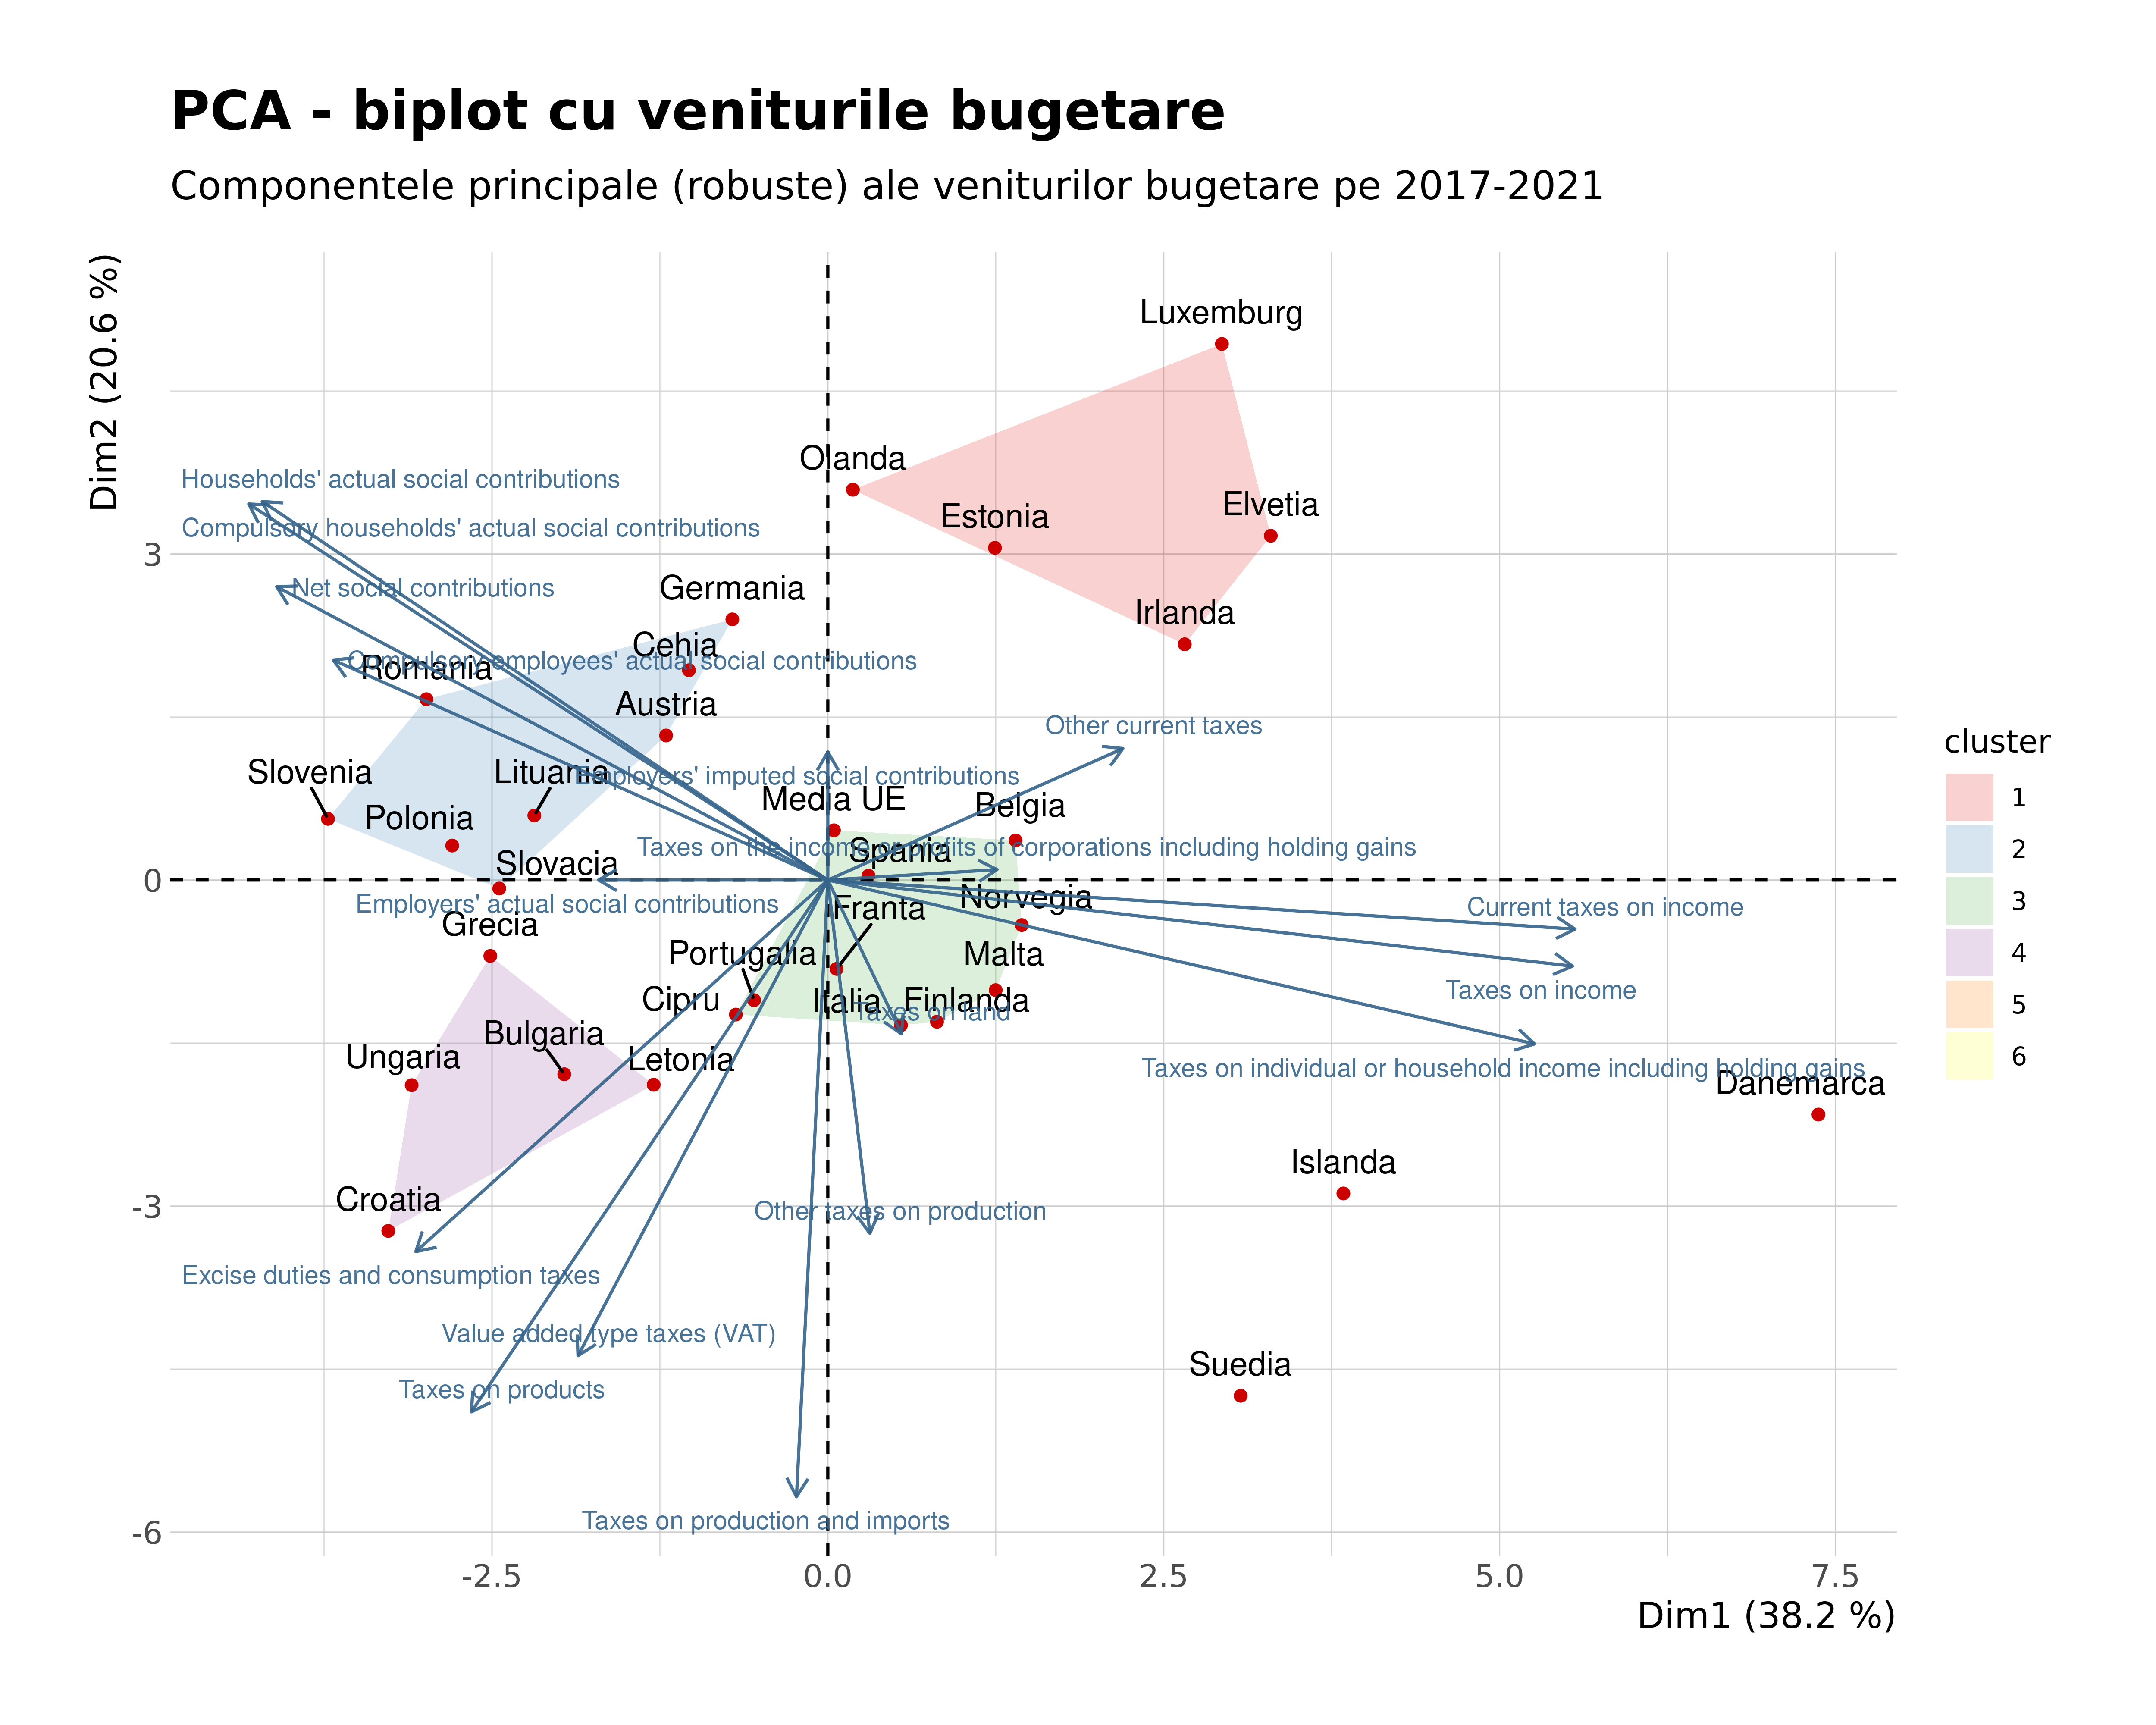 PCA - biplot cu veniturile bugetare
Componentele principale (robuste) ale veniturilor bugetare pe 2017-2021
Dim2 (20.6 %)
Luxemburg
Olanda
Households' actual social contributions
Elvetia
Estonia
Compulsory households' actual social contributions
3
Net social contributions
Germania
Irlanda
Cehia
Compulsory employees' actual social contributions
Romania
Austria
Other current taxes
Slovenia
Lituania
Employers' imputed social contributions
Media UE
Belgia
Polonia
Taxes on the income or profits of corporations including holding gains
Spania
Slovacia
0
Norvegia
Employers' actual social contributions
Franta
Current taxes on income
Grecia
Portugalia
Malta
Taxes on income
Cipru
Italia
Finlanda
Taxes on land
Bulgaria
Ungaria
Letonia
Taxes on individual or household income including holding gains
Danemarca
Islanda
Croatia
-3
Other taxes on production
Excise duties and consumption taxes
Value added type taxes (VAT)
Suedia
Taxes on products
Taxes on production and imports
-6
-2.5
0.0
2.5
5.0
7.5
Dim1 (38.2 %)
cluster
1
2
3
4
5
6